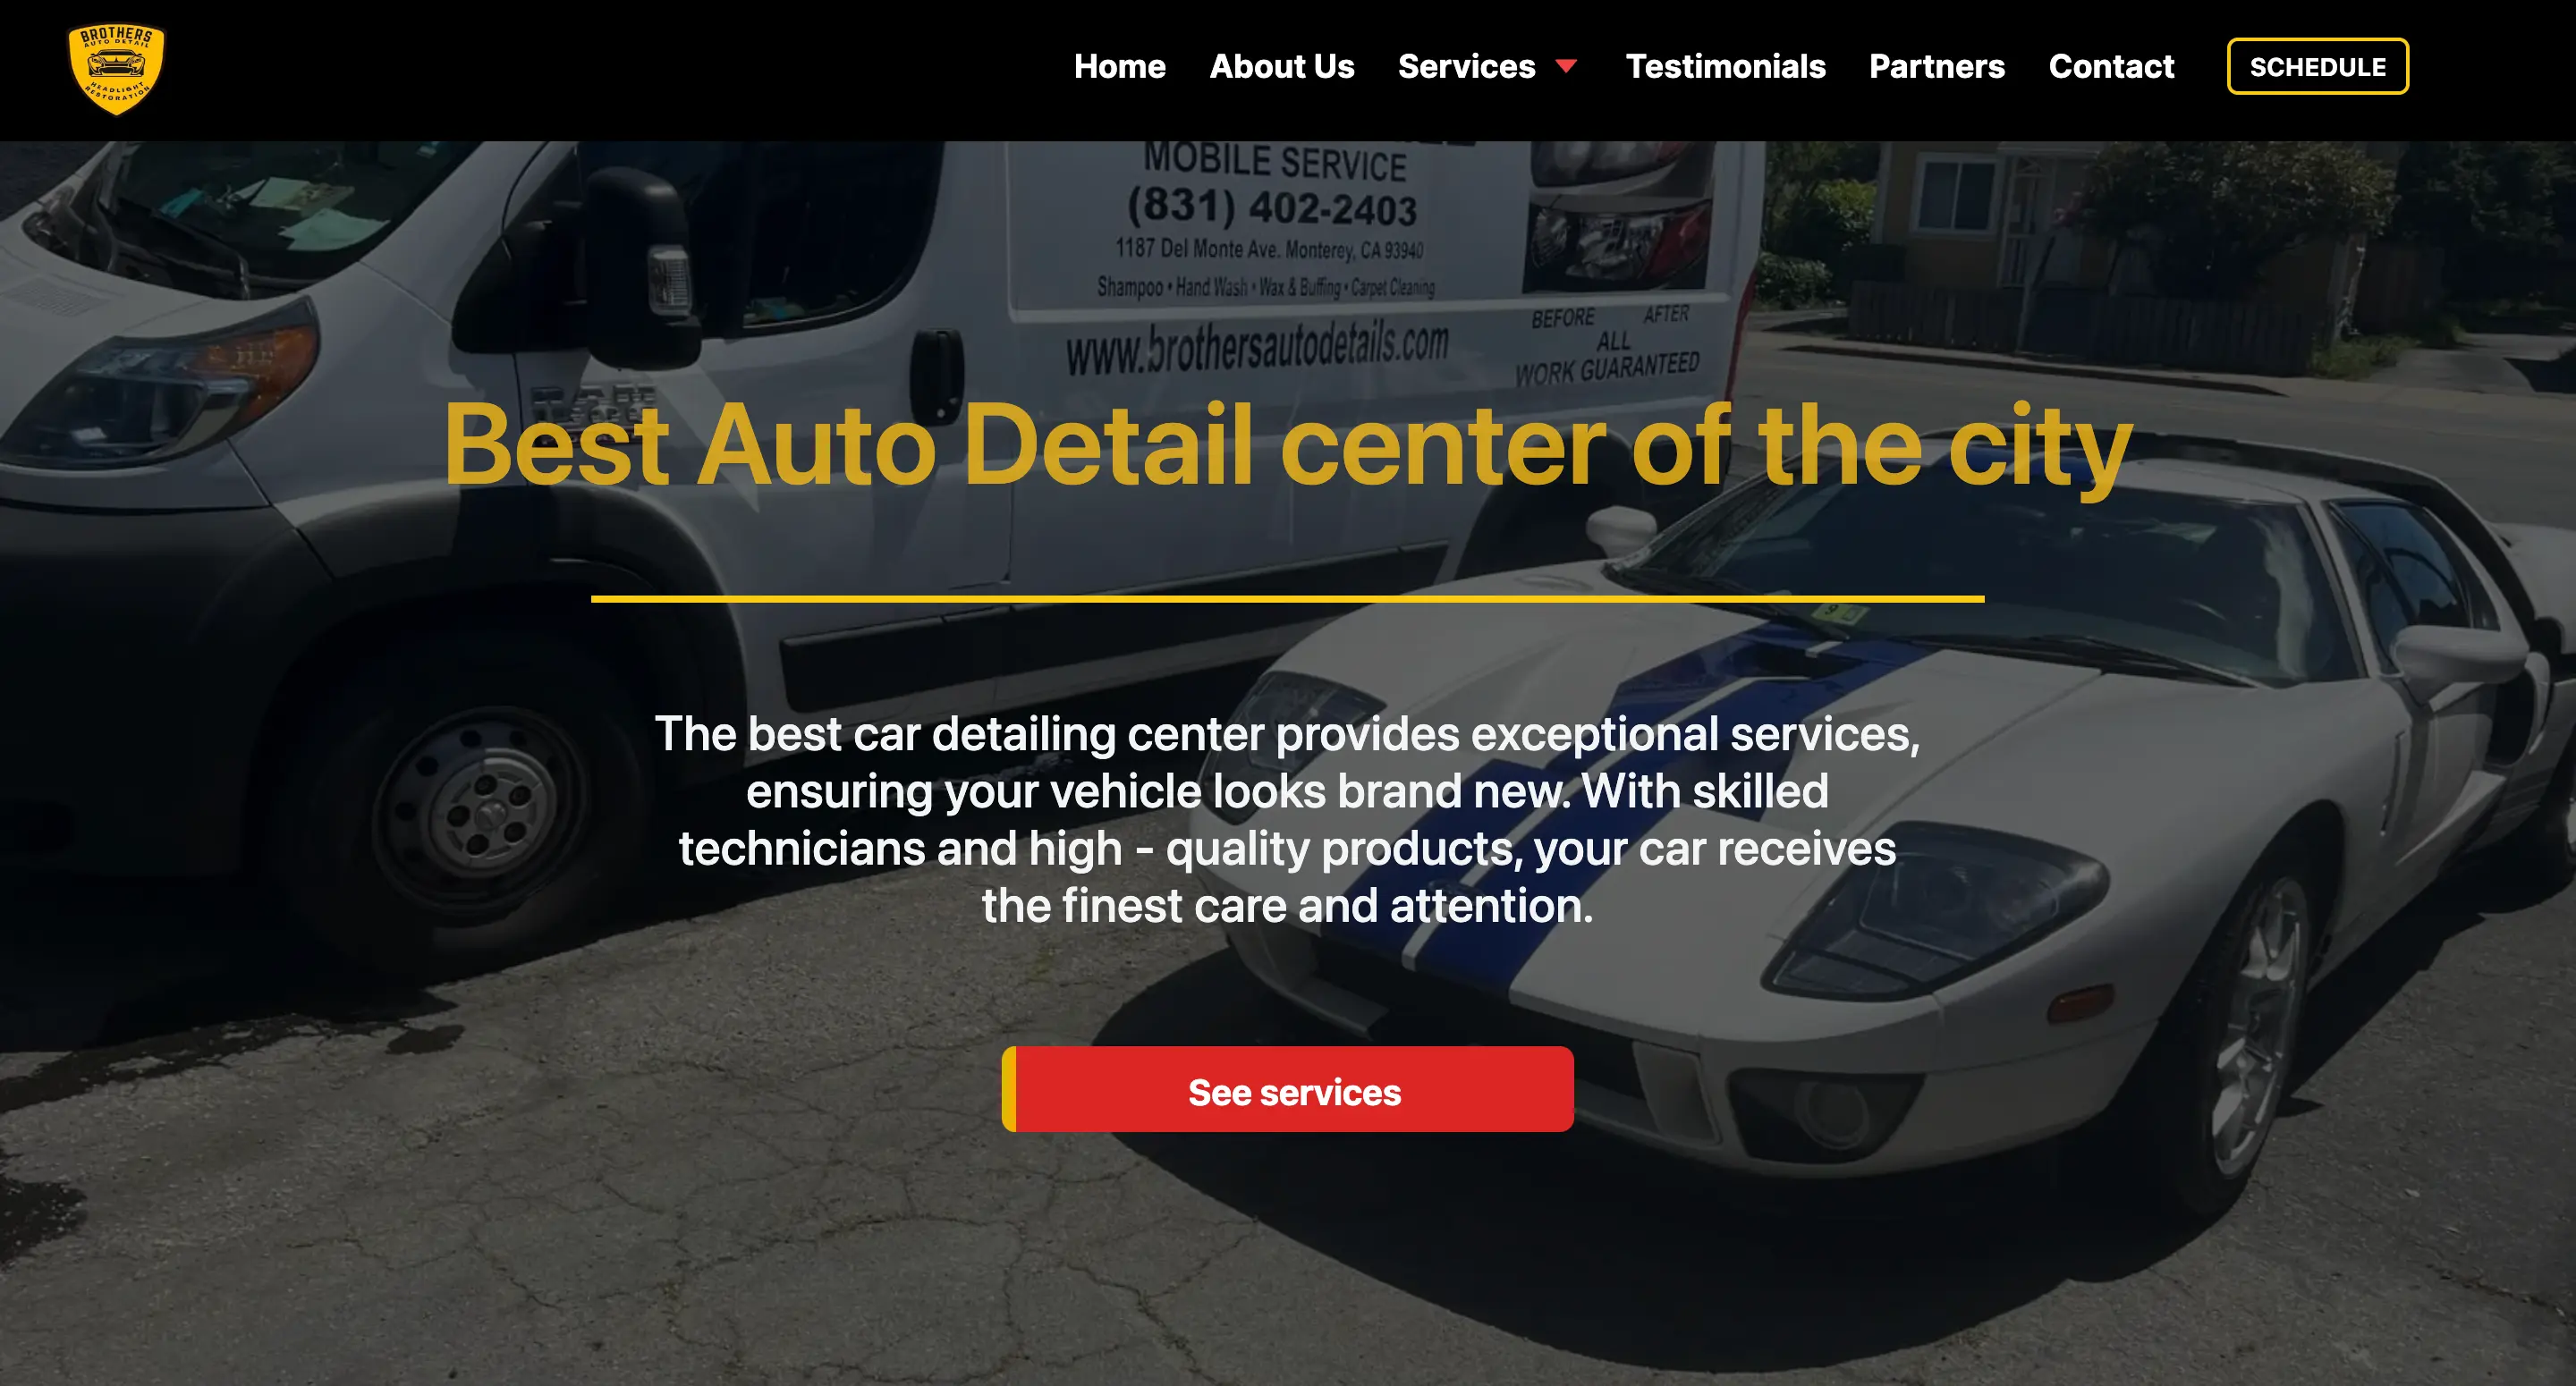 BROTHERS
AUTO DETAIL
HEADLIGHT
RESTORATION
Home
About Us
Services
Testimonials
Partners
Contact
SCHEDULE
MOBILE SERVICE
(831) 402-2403
1187 Del Monte Ave. Monterey, CA 93940
Shampoo • Hand Wash • Wax & Buffing • Carpet Cleaning
www.brothersautodetails.com
BEFORE AFTER
ALL
WORK GUARANTEED
RAM
Best Auto Detail center of the city
The best car detailing center provides exceptional services,
ensuring your vehicle looks brand new. With skilled
technicians and high - quality products, your car receives
the finest care and attention.
See services